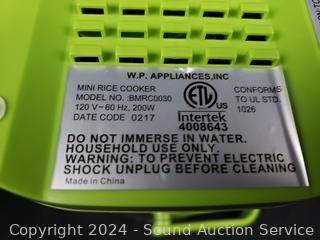 W.P. APPLIANCES,INC
MINI RICE COOKER
MODEL NO. :BMRC0030
120 V~ 60 Hz, 200W
DATE CODE 0217
ETL
Intertek
4008643
CONFORMS
TO UL STD.
1026
DO NOT IMMERSE IN WATER.
HOUSEHOLD USE ONLY.
WARNING: TO PREVENT ELECTRIC
SHOCK UNPLUG BEFORE CLEANING
Made in China
Copyright 2024 - Sound Auction Service